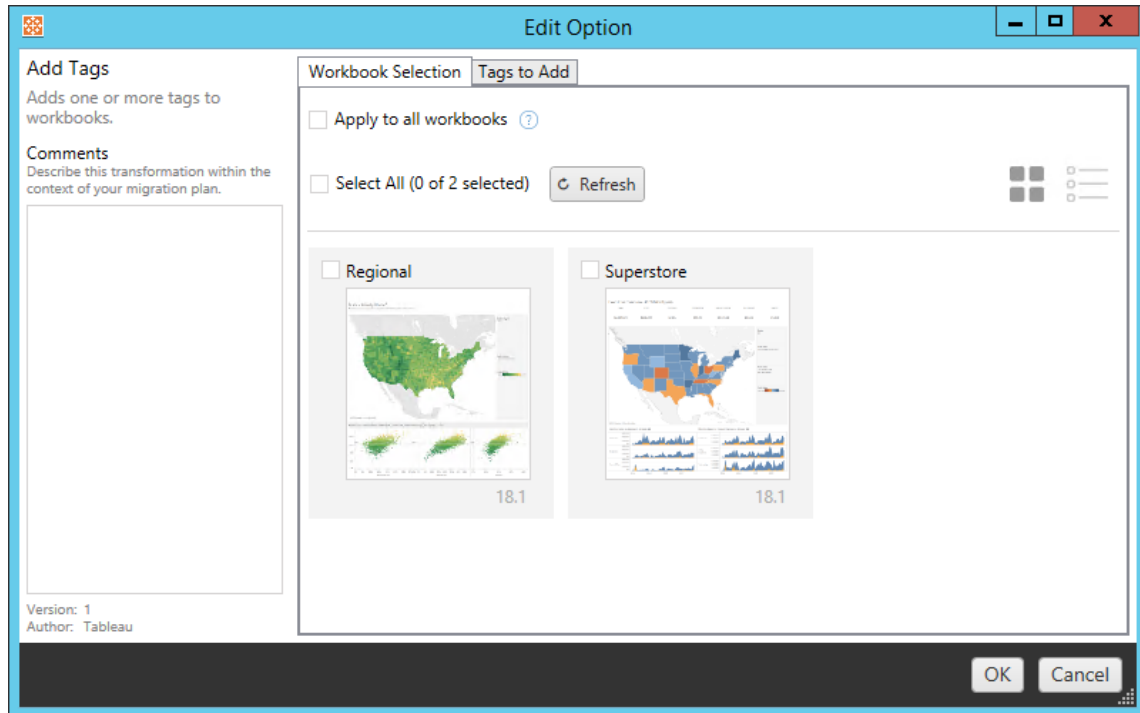 Edit Option
Add Tags
Adds one or more tags to
workbooks.
Comments
Describe this transformation within the
context of your migration plan.
Version: 1
Author: Tableau
Workbook Selection
Tags to Add
Apply to all workbooks ?
Select All (0 of 2 selected)
Refresh
Regional
18.1
Superstore
18.1
OK
Cancel